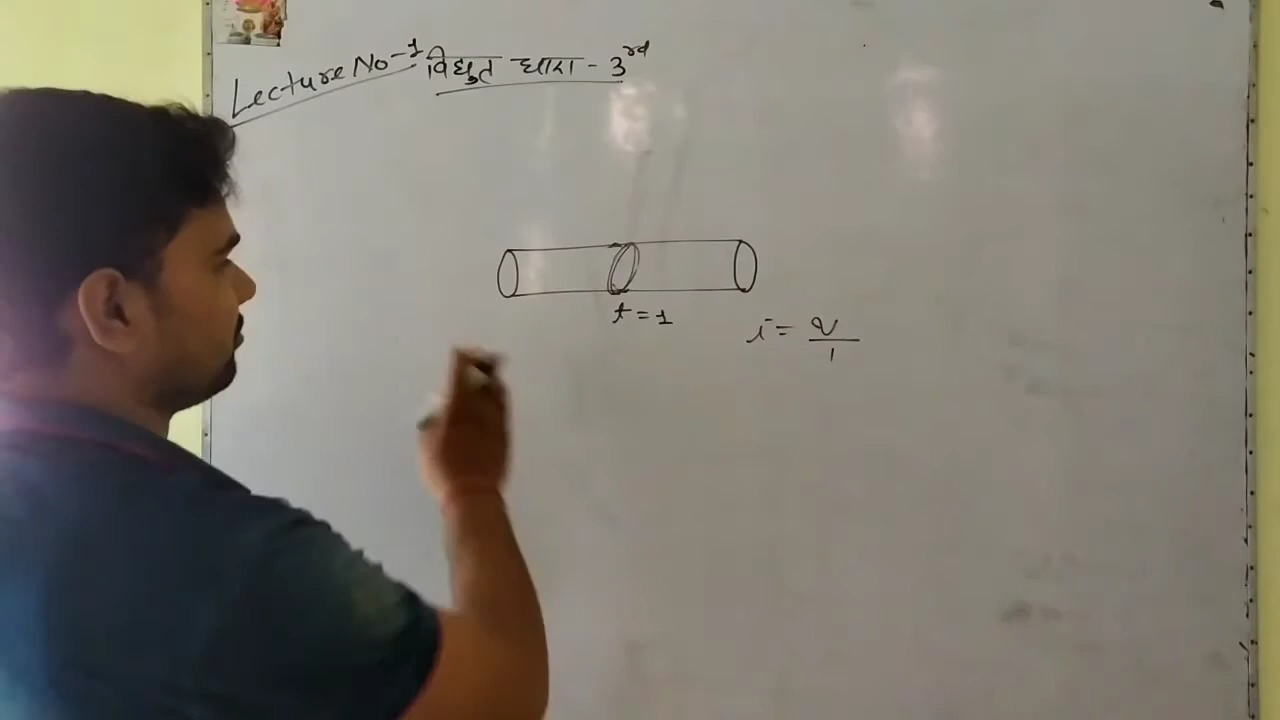 Lecture No-1 विधुत धारा - 3rd
t = 1
i = q/1